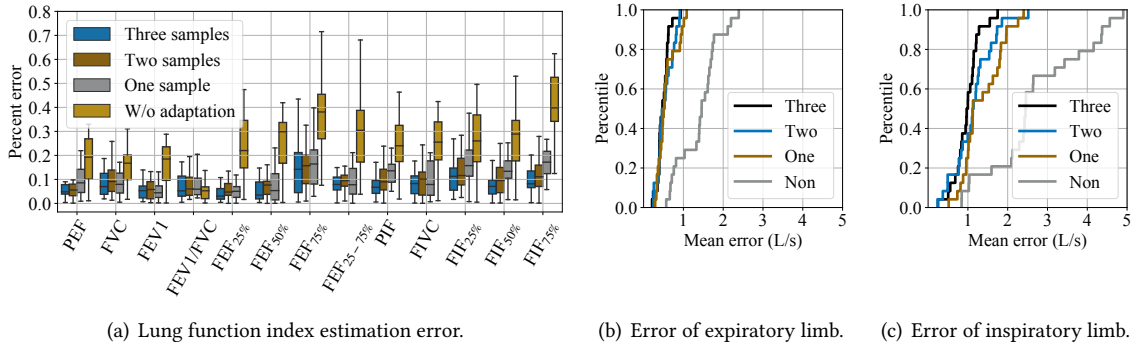 Percent error
0.8
0.7
0.6
0.5
0.4
0.3
0.2
0.1
0.0
Three samples
Two samples
One sample
W/o adaptation
PEF
FVC
FEV1
FEV1/FVC
FEF25%
FEF50%
FEF75%
FEF25 − 75%
PIF
FIVC
FIF25%
FIF50%
FIF75%
(a) Lung function index estimation error.
Percentile
1.0
0.8
0.6
0.4
0.2
0.0
Three
Two
One
Non
1 2 3 4 5
Mean error (L/s)
(b) Error of expiratory limb.
Percentile
1.0
0.8
0.6
0.4
0.2
0.0
Three
Two
One
Non
1 2 3 4 5
Mean error (L/s)
(c) Error of inspiratory limb.